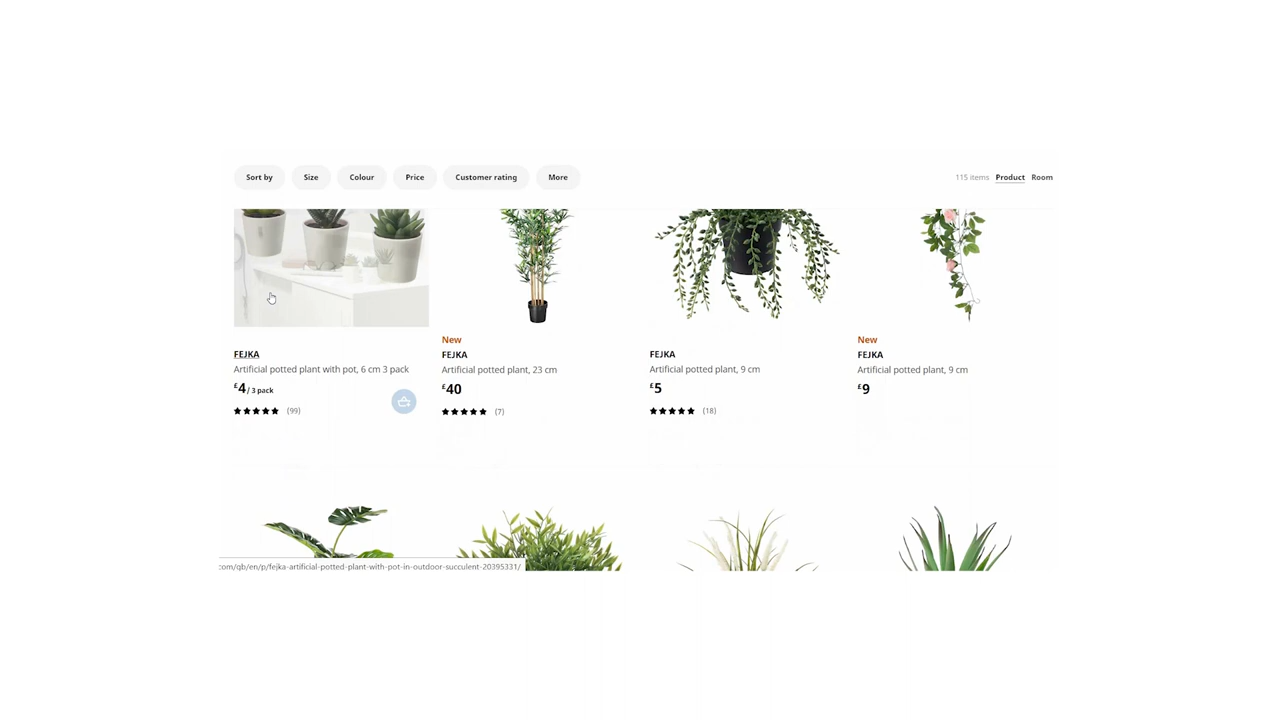 Sort by Size Colour Price Customer rating More 115 items Product Room
New New
FEJKA FEJKA FEJKA FEJKA
Artificial potted plant with pot, 6 cm 3 pack Artificial potted plant, 23 cm Artificial potted plant, 9 cm Artificial potted plant, 9 cm
£4/ 3 pack £40 £5 £9
(99) (7) (18)
com/gb/en/p/fejka-artificial-potted-plant-with-pot-in-outdoor-succulent-20395331/